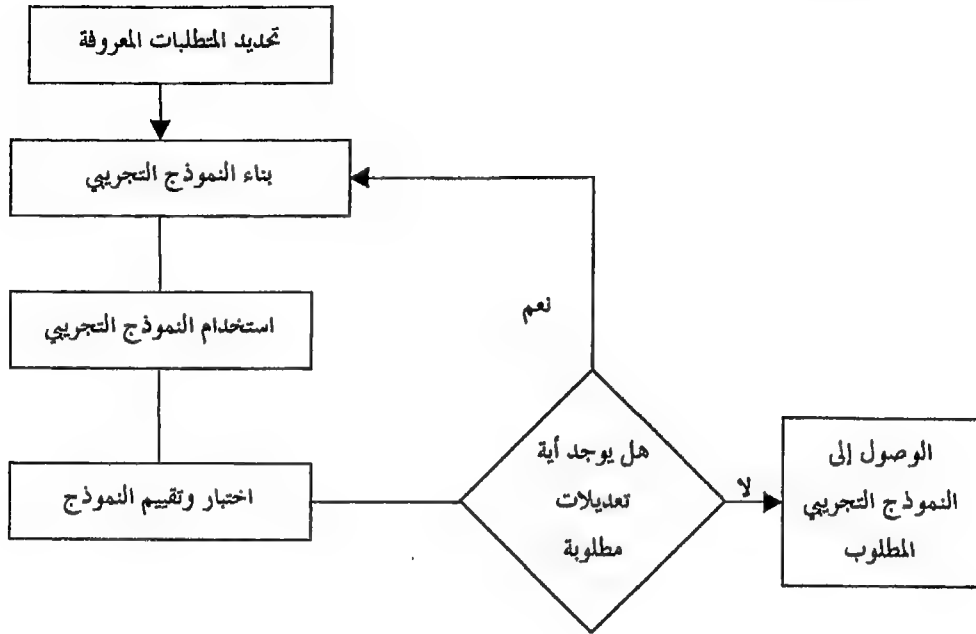 تحديد المتطلبات المعروفة
بناء النموذج التجريبي
استخدام النموذج التجريبي
اختبار وتقييم النموذج
هل يوجد أية
تعديلات
مطلوبة
نعم
لا
الوصول إلى
النموذج التجريبي
المطلوب